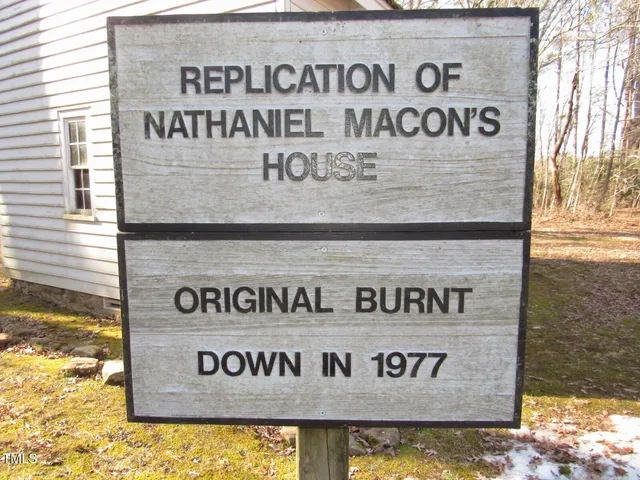 REPLICATION OF
NATHANIEL MACON'S
HOUSE
ORIGINAL BURNT
DOWN IN 1977
TMLS